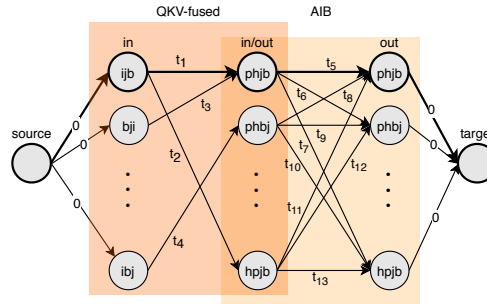 QKV-fused AIB
in in/out out
ijb t₁ phjb t₅ phjb
t₆ t₈
0 t₃
bji phbj t₉ phbj
source 0 0 0 target
t₂ t₇
t₁₀ t₁₂
0 t₄ t₁₁ 0
ibj hpjb t₁₃ hpjb